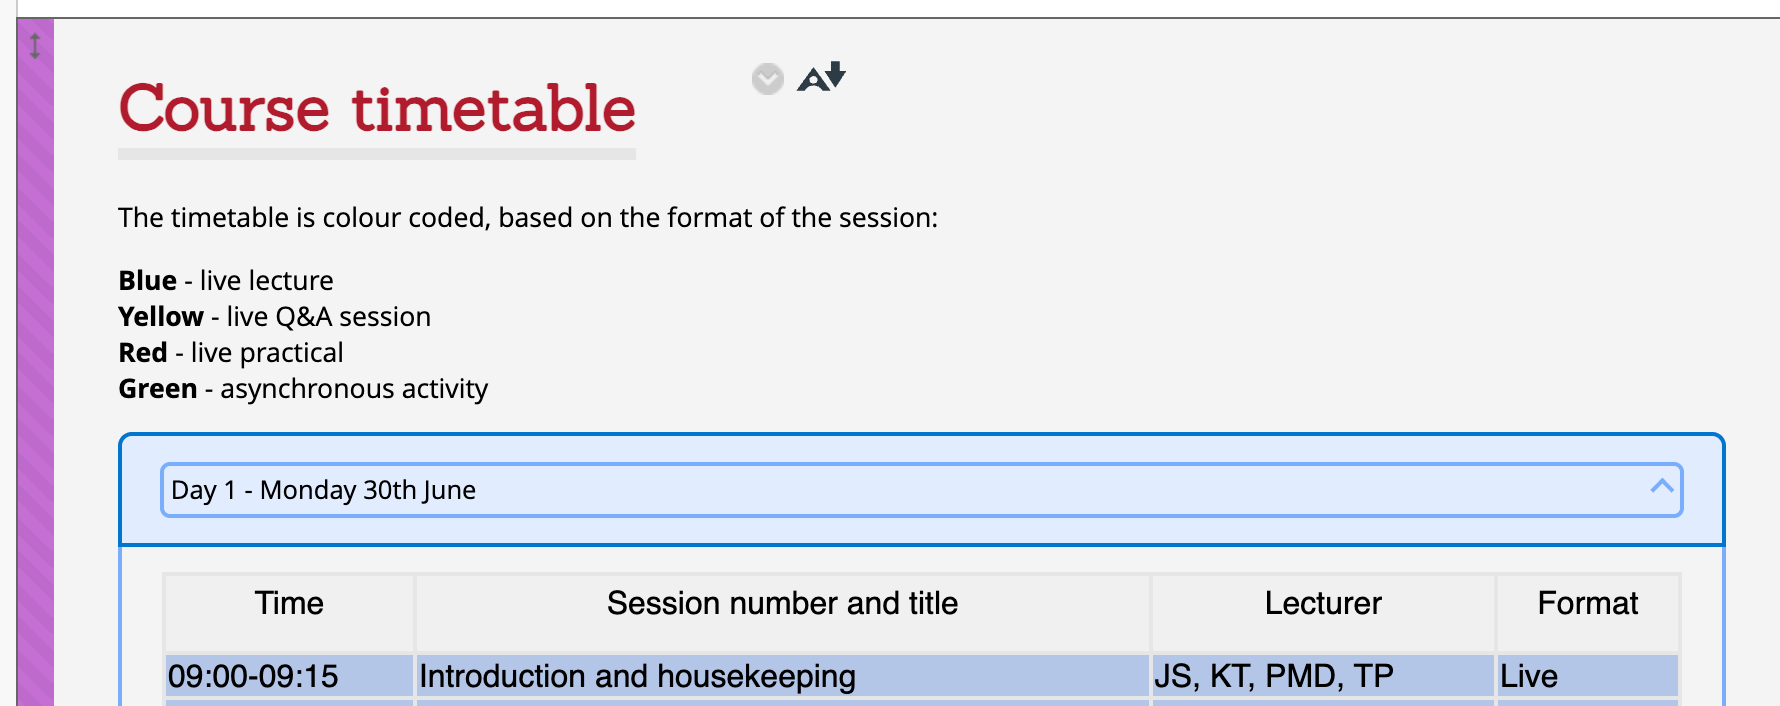 Course timetable
The timetable is colour coded, based on the format of the session:
Blue - live lecture
Yellow - live Q&A session
Red - live practical
Green - asynchronous activity
Day 1 - Monday 30th June
Time Session number and title Lecturer Format
09:00-09:15 Introduction and housekeeping JS, KT, PMD, TP Live